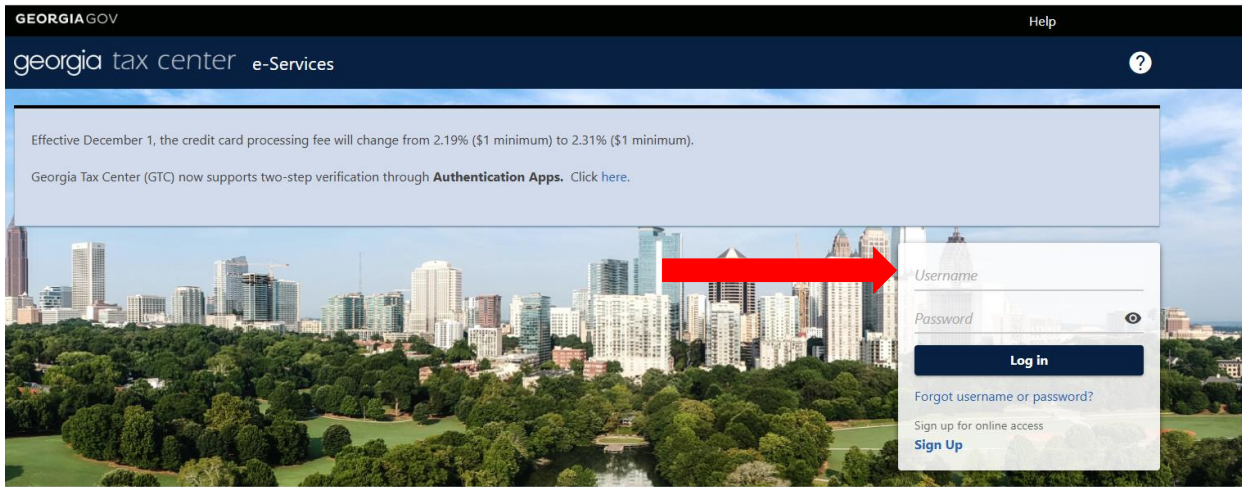 GEORGIAGOV
Help
georgia tax center e-Services
?
Effective December 1, the credit card processing fee will change from 2.19% ($1 minimum) to 2.31% ($1 minimum).
Georgia Tax Center (GTC) now supports two-step verification through Authentication Apps. Click here.
Username
Password
Log in
Forgot username or password?
Sign up for online access
Sign Up